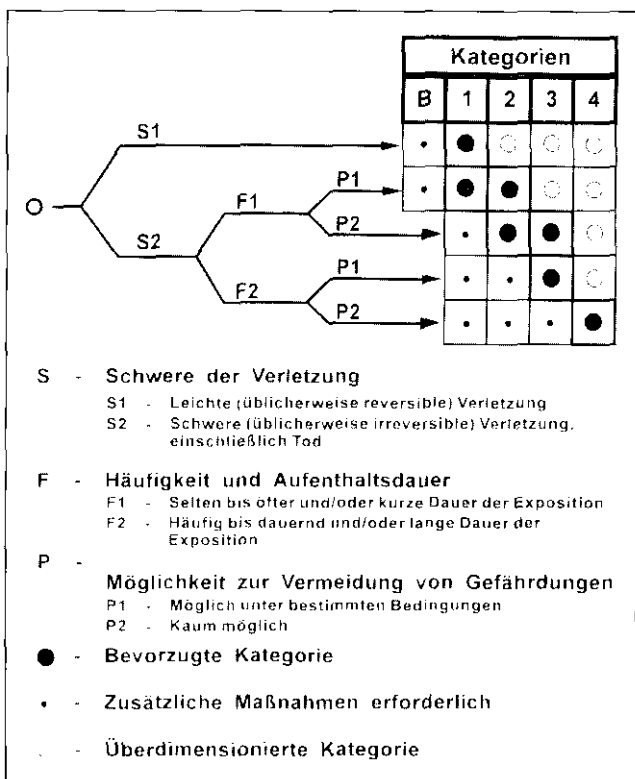 Kategorien
B 1 2 3 4
S1
S2
F1
F2
P1
P2
P1
P2
S - Schwere der Verletzung
S1 - Leichte (üblicherweise reversible) Verletzung
S2 - Schwere (üblicherweise irreversible) Verletzung,
einschließlich Tod
F - Häufigkeit und Aufenthaltsdauer
F1 - Selten bis öfter und/oder kurze Dauer der Exposition
F2 - Häufig bis dauernd und/oder lange Dauer der
Exposition
P -
Möglichkeit zur Vermeidung von Gefährdungen
P1 - Möglich unter bestimmten Bedingungen
P2 - Kaum möglich
● - Bevorzugte Kategorie
• - Zusätzliche Maßnahmen erforderlich
○ - Überdimensionierte Kategorie